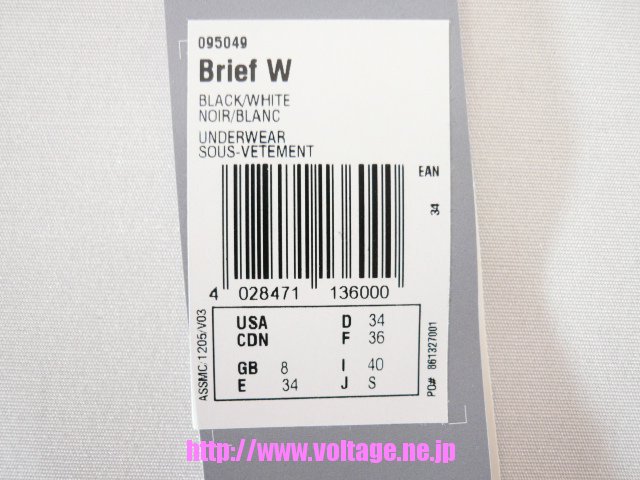 095049
Brief W
BLACK/WHITE
NOIR/BLANC
UNDERWEAR
SOUS-VETEMENT
EAN
34
4 028471 136000
USA D 34
CDN F 36
GB 8 I 40
E 34 J S
ASSMC/1205/V03
PO# 861327001
http://www.voltage.ne.jp